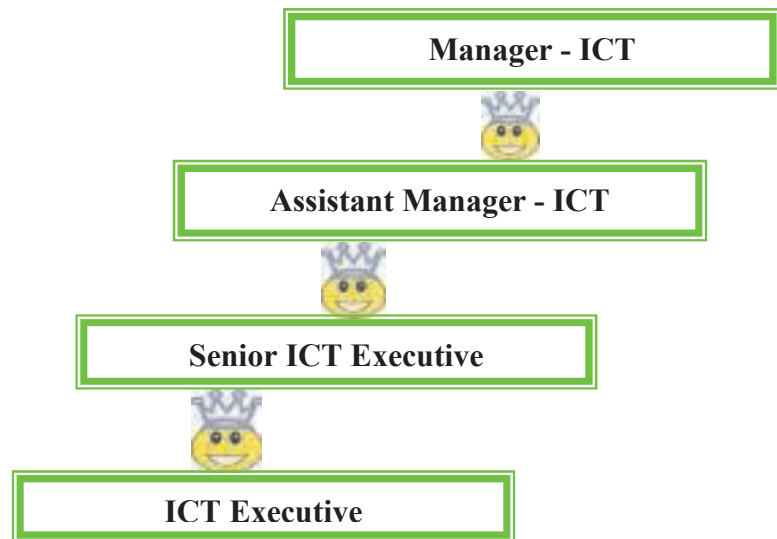 Manager - ICT
Assistant Manager - ICT
Senior ICT Executive
ICT Executive